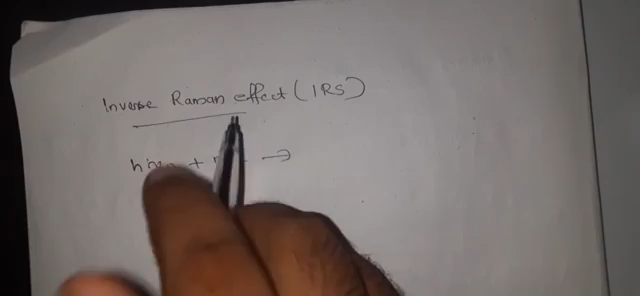 Inverse Raman effect (IRS)
+ →